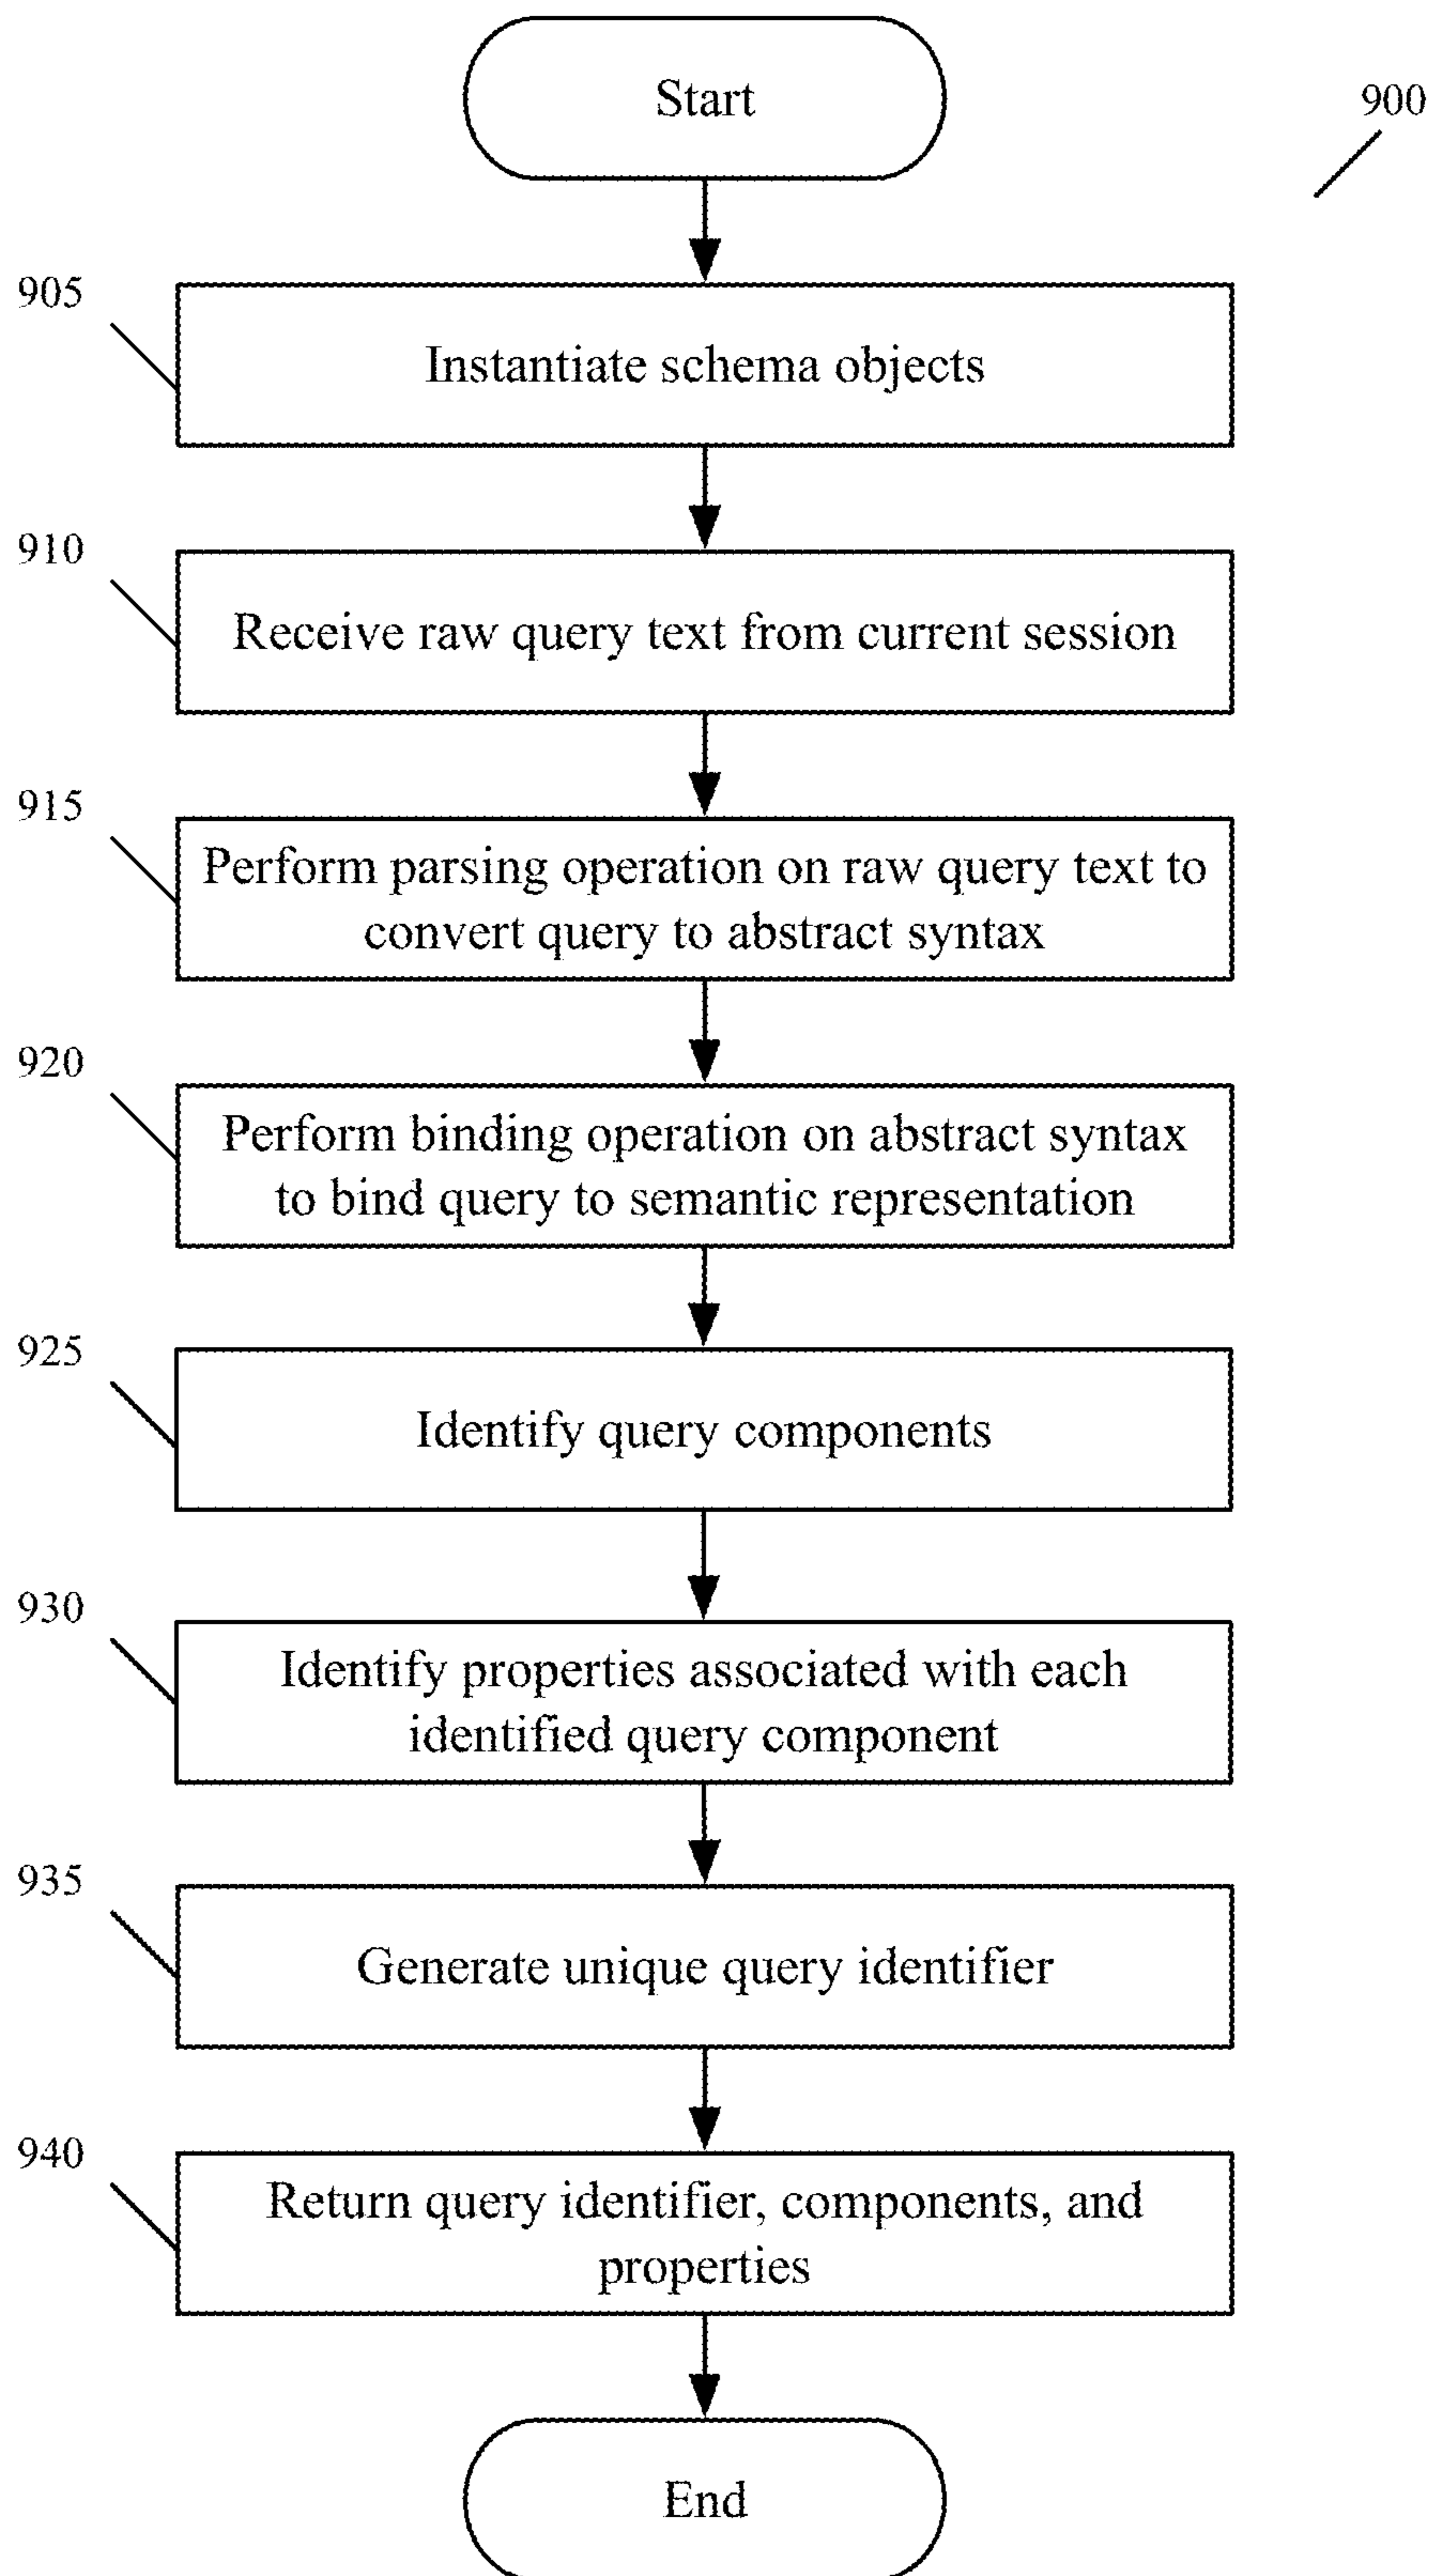 Start
900
905
Instantiate schema objects
910
Receive raw query text from current session
915
Perform parsing operation on raw query text to
convert query to abstract syntax
920
Perform binding operation on abstract syntax
to bind query to semantic representation
925
Identify query components
930
Identify properties associated with each
identified query component
935
Generate unique query identifier
940
Return query identifier, components, and
properties
End